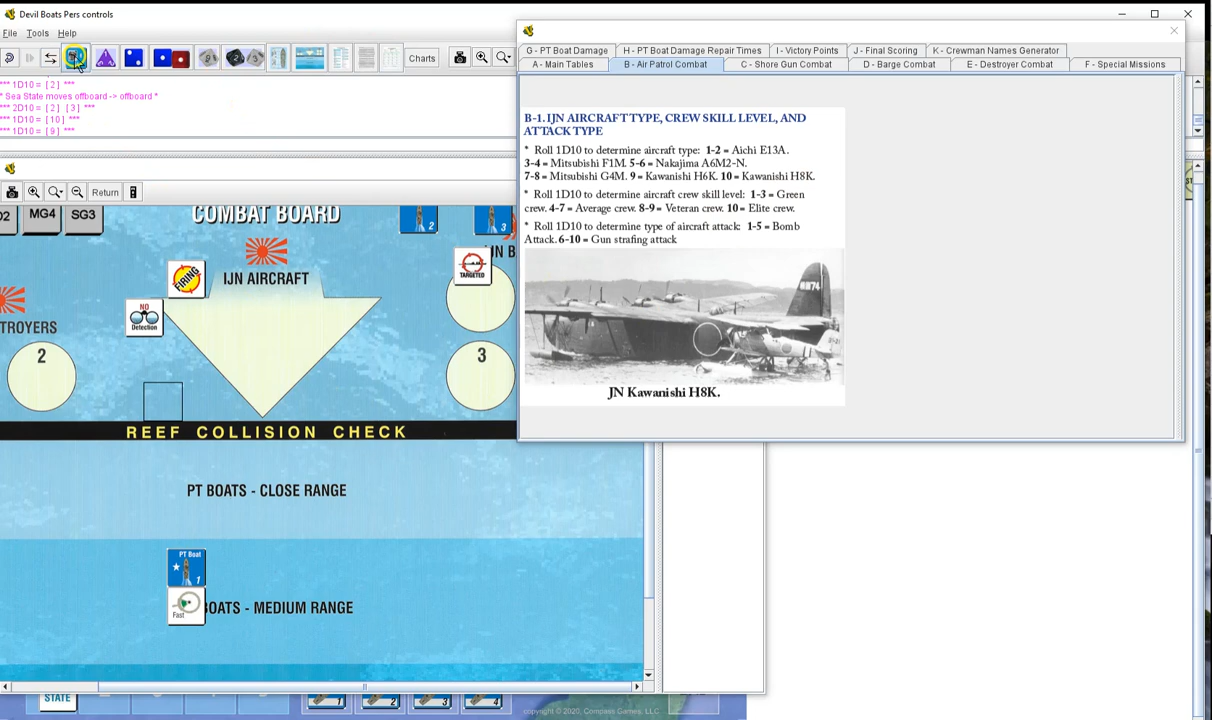 Devil Boats Pers controls
File Tools Help
Charts
*** 1D10 = [ 2 ] ***
* Sea State moves offboard -> offboard *
*** 2D10 = [ 2 ] [ 3 ] ***
*** 1D10 = [ 10 ] ***
*** 1D10 = [ 9 ] ***
Return
MG4 SG3
COMBAT BOARD
2
3
FIRING
IJN AIRCRAFT
TARGETED
IN B
NO
Detection
TROYERS
2
3
REEF COLLISION CHECK
PT BOATS - CLOSE RANGE
PT Boat
1
Fast
BOATS - MEDIUM RANGE
STATE
1 2 3 4
copyright © 2020, Compass Games, LLC
G - PT Boat Damage H - PT Boat Damage Repair Times I - Victory Points J - Final Scoring K - Crewman Names Generator
A - Main Tables B - Air Patrol Combat C - Shore Gun Combat D - Barge Combat E - Destroyer Combat F - Special Missions
B-1. IJN AIRCRAFT TYPE, CREW SKILL LEVEL, AND
ATTACK TYPE
* Roll 1D10 to determine aircraft type: 1-2 = Aichi E13A.
3-4 = Mitsubishi F1M. 5-6 = Nakajima A6M2-N.
7-8 = Mitsubishi G4M. 9 = Kawanishi H6K. 10 = Kawanishi H8K.
* Roll 1D10 to determine aircraft crew skill level: 1-3 = Green
crew. 4-7 = Average crew. 8-9 = Veteran crew. 10 = Elite crew.
* Roll 1D10 to determine type of aircraft attack: 1-5 = Bomb
Attack. 6-10 = Gun strafing attack
JN Kawanishi H8K.